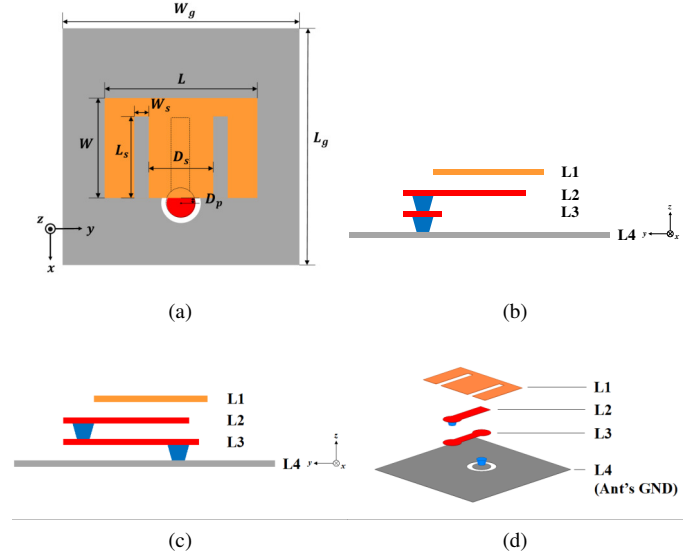 W_g
L
W_s
W
L_s
D_s
L_g
D_p
z
y
x
(a)
L1
L2
L3
L4
z
y
x
(b)
L1
L2
L3
L4
z
y
x
(c)
L1
L2
L3
L4
(Ant's GND)
(d)